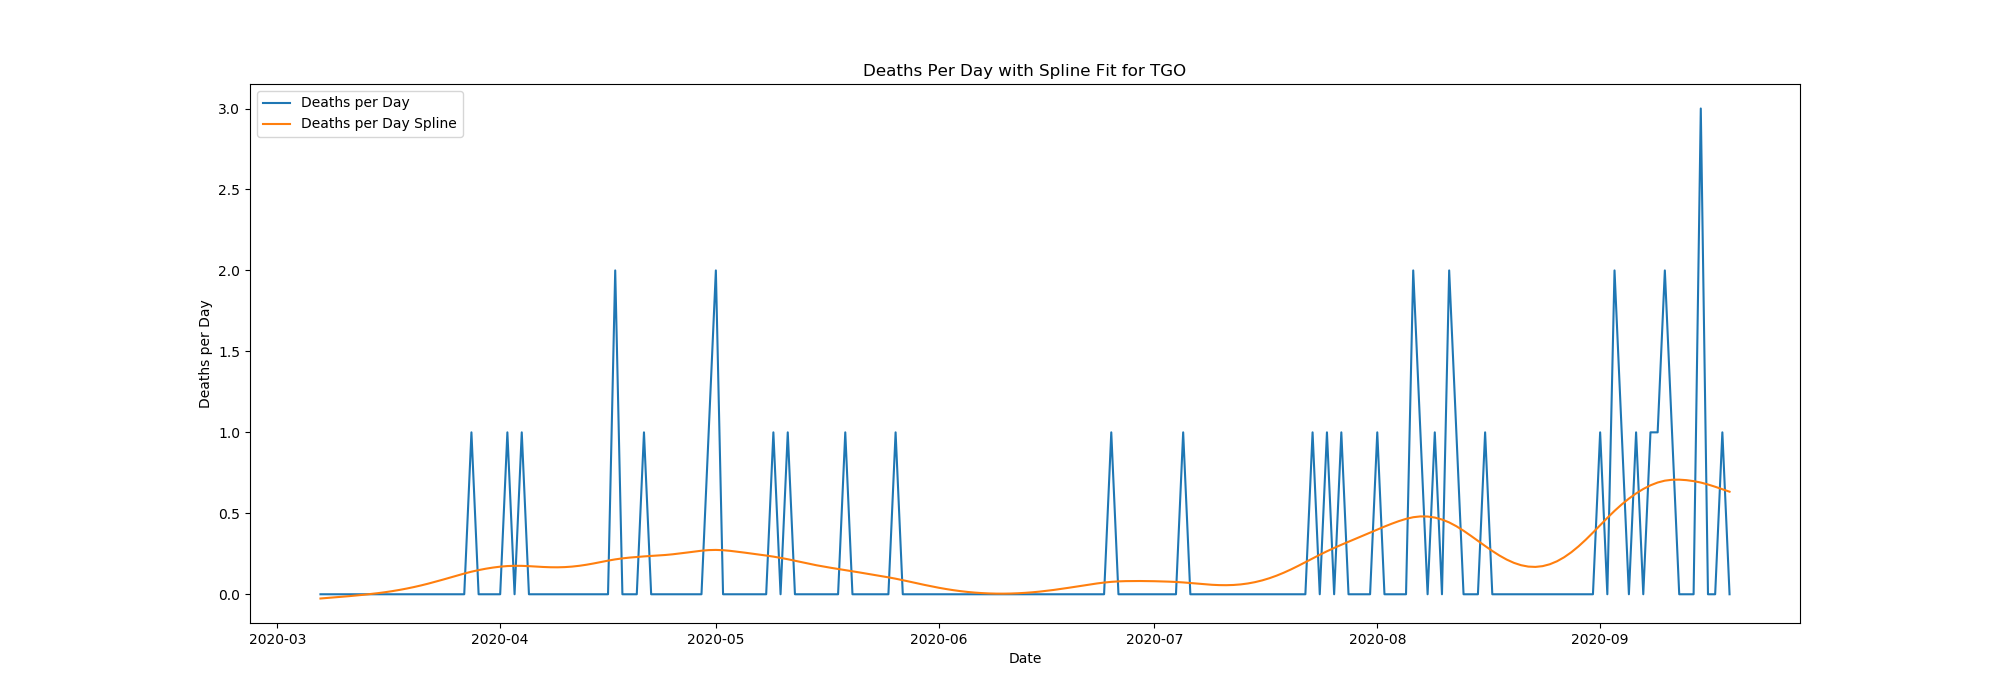 Deaths Per Day with Spline Fit for TGO
Deaths per Day
Deaths per Day Spline
3.0
2.5
2.0
1.5
1.0
0.5
0.0
Deaths per Day
2020-03 2020-04 2020-05 2020-06 2020-07 2020-08 2020-09
Date